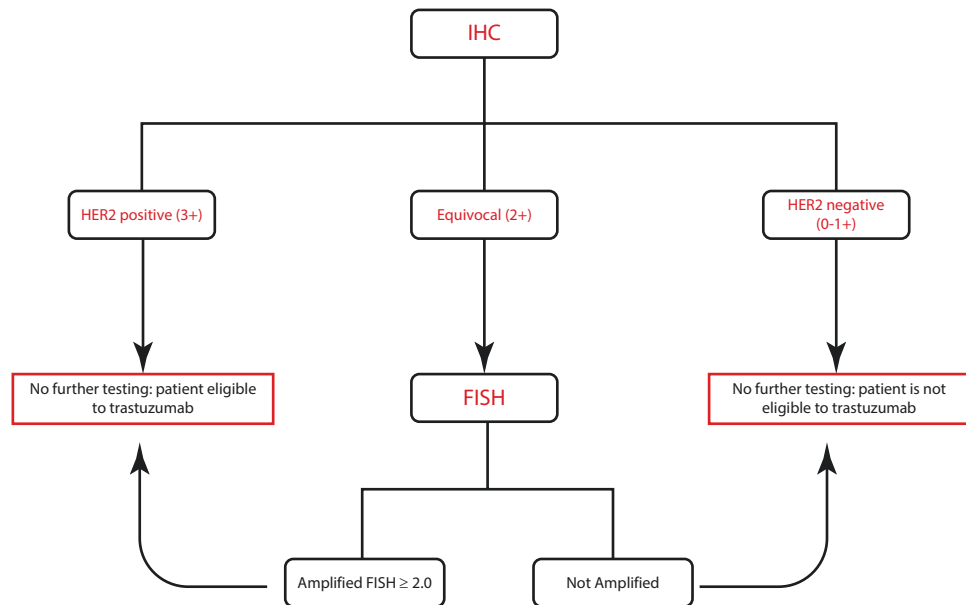 IHC
HER2 positive (3+)
Equivocal (2+)
HER2 negative
(0-1+)
No further testing: patient eligible
to trastuzumab
FISH
No further testing: patient is not
eligible to trastuzumab
Amplified FISH ≥ 2.0
Not Amplified